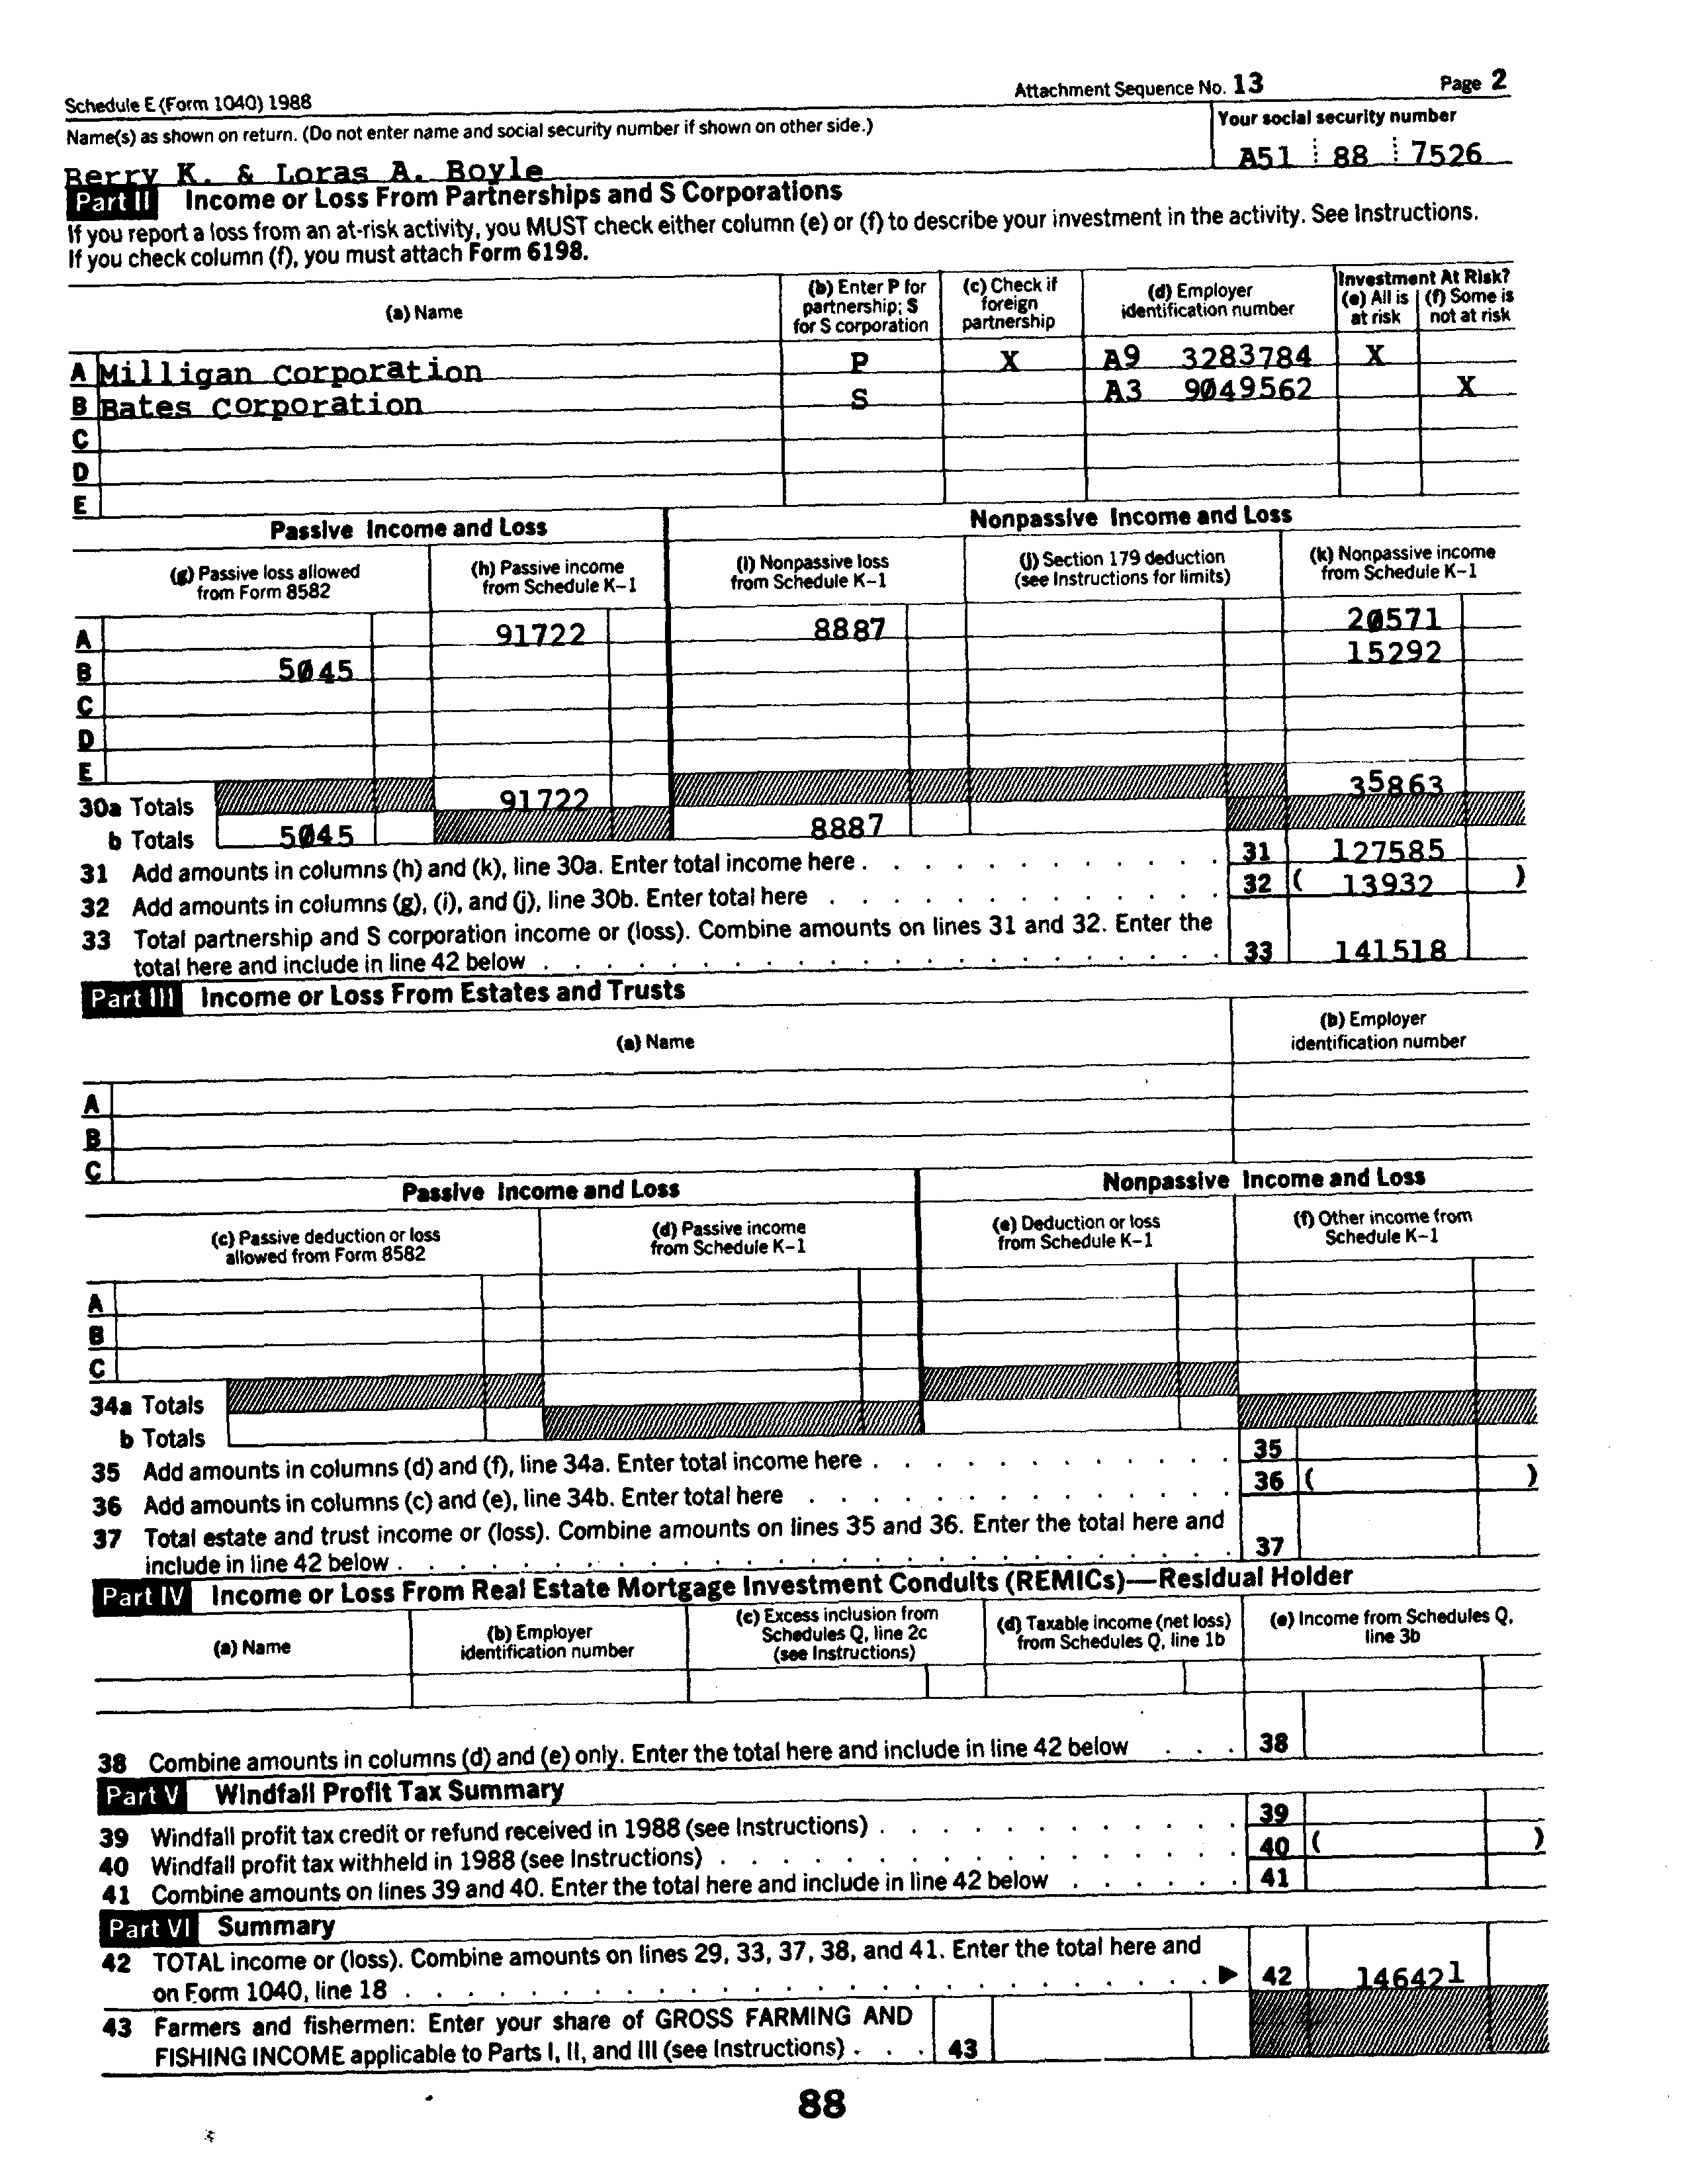 Schedule E (Form 1040) 1988 Attachment Sequence No. 13 Page 2
Name(s) as shown on return. (Do not enter name and social security number if shown on other side.) Your social security number
Berry K. & Loras A. Boyle A51 88 7526
Part II Income or Loss From Partnerships and S Corporations
If you report a loss from an at-risk activity, you MUST check either column (e) or (f) to describe your investment in the activity. See Instructions.
If you check column (f), you must attach Form 6198.
(a) Name (b) Enter P for partnership; S for S corporation (c) Check if foreign partnership (d) Employer identification number Investment At Risk? (e) All is at risk (f) Some is not at risk
A Milligan Corporation P X A9 3283784 X
B Bates Corporation S A3 9049562 X
C
D
E
Passive Income and Loss Nonpassive Income and Loss
(g) Passive loss allowed from Form 8582 (h) Passive income from Schedule K-1 (i) Nonpassive loss from Schedule K-1 (j) Section 179 deduction (see Instructions for limits) (k) Nonpassive income from Schedule K-1
A 91722 8887 20571
B 5045 15292
C
D
E
30a Totals 91722 35863
b Totals 5045 8887
31 Add amounts in columns (h) and (k), line 30a. Enter total income here . 31 127585
32 Add amounts in columns (g), (i), and (j), line 30b. Enter total here . 32 ( 13932 )
33 Total partnership and S corporation income or (loss). Combine amounts on lines 31 and 32. Enter the
total here and include in line 42 below . 33 141518
Part III Income or Loss From Estates and Trusts
(a) Name (b) Employer identification number
A
B
C
Passive Income and Loss Nonpassive Income and Loss
(c) Passive deduction or loss allowed from Form 8582 (d) Passive income from Schedule K-1 (e) Deduction or loss from Schedule K-1 (f) Other income from Schedule K-1
A
B
C
34a Totals
b Totals
35 Add amounts in columns (d) and (f), line 34a. Enter total income here . 35
36 Add amounts in columns (c) and (e), line 34b. Enter total here . 36 ( )
37 Total estate and trust income or (loss). Combine amounts on lines 35 and 36. Enter the total here and
include in line 42 below . 37
Part IV Income or Loss From Real Estate Mortgage Investment Conduits (REMICs)—Residual Holder
(a) Name (b) Employer identification number (c) Excess inclusion from Schedules Q, line 2c (see Instructions) (d) Taxable income (net loss) from Schedules Q, line 1b (e) Income from Schedules Q, line 3b
38 Combine amounts in columns (d) and (e) only. Enter the total here and include in line 42 below . 38
Part V Windfall Profit Tax Summary
39 Windfall profit tax credit or refund received in 1988 (see Instructions) . 39
40 Windfall profit tax withheld in 1988 (see Instructions) . 40 ( )
41 Combine amounts on lines 39 and 40. Enter the total here and include in line 42 below . 41
Part VI Summary
42 TOTAL income or (loss). Combine amounts on lines 29, 33, 37, 38, and 41. Enter the total here and
on Form 1040, line 18 . ▶ 42 146421
43 Farmers and fishermen: Enter your share of GROSS FARMING AND
FISHING INCOME applicable to Parts I, II, and III (see Instructions) . 43
88